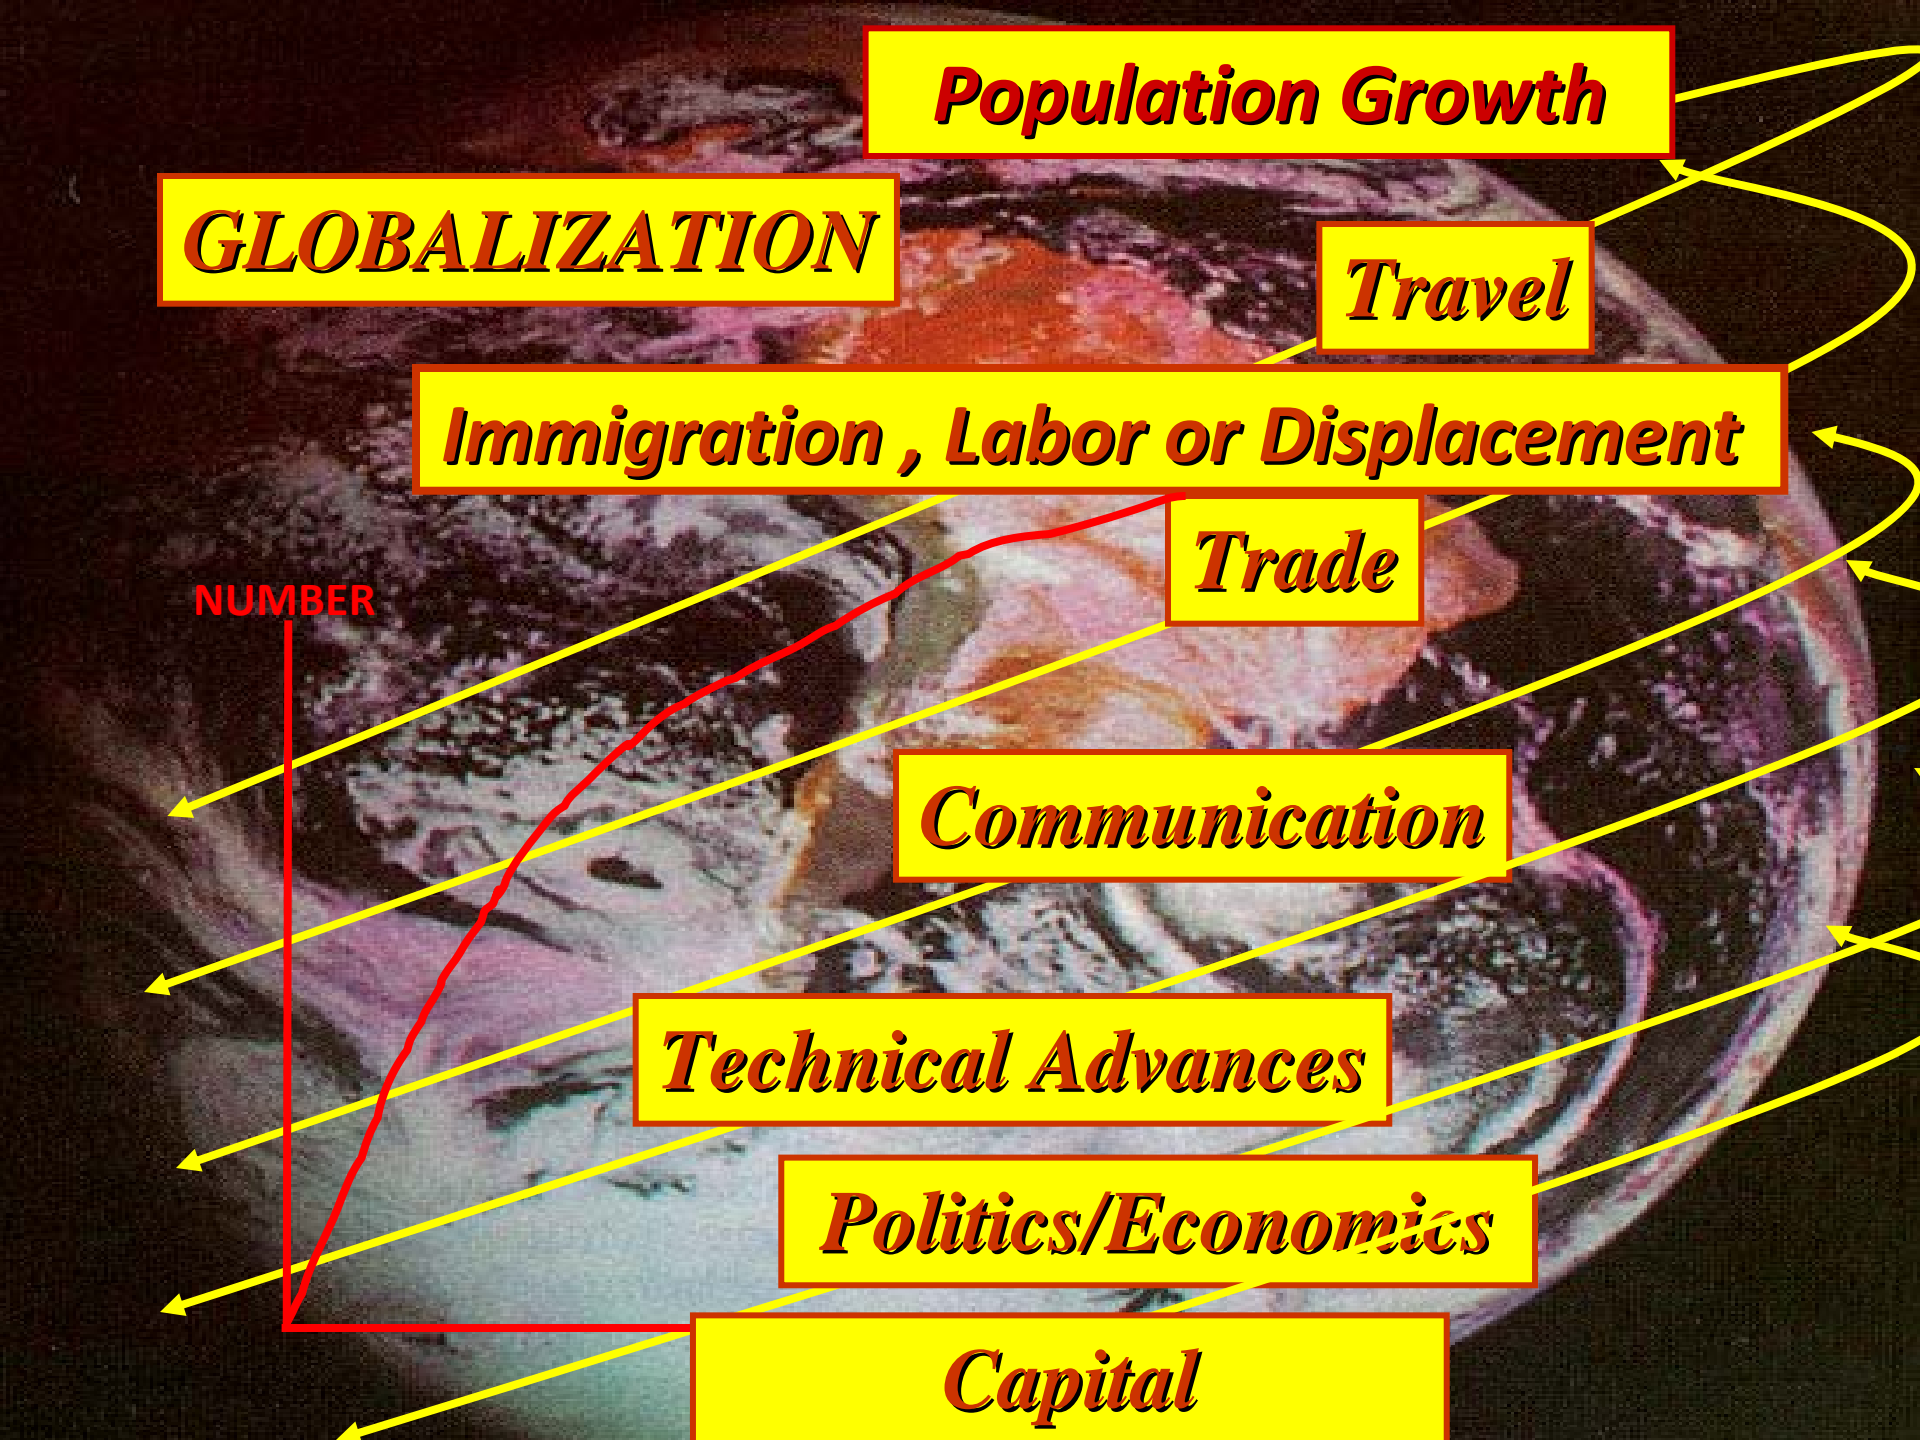 Population Growth
GLOBALIZATION
Travel
Immigration , Labor or Displacement
Trade
NUMBER
Communication
Technical Advances
Politics/Economics
Capital